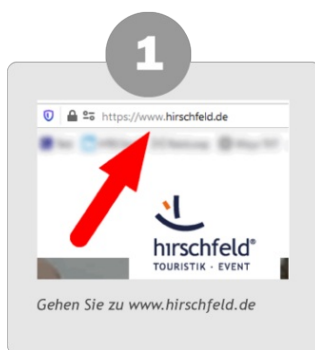 1
https://www.hirschfeld.de
hirschfeld®
TOURISTIK · EVENT
Gehen Sie zu www.hirschfeld.de